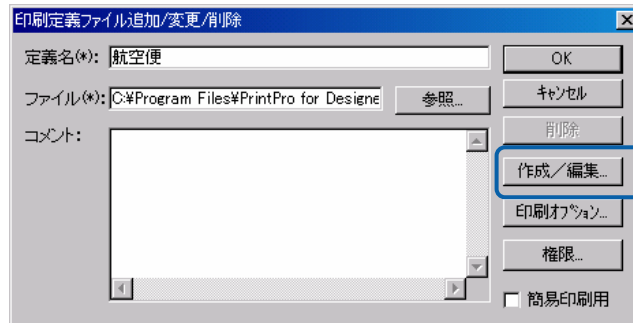 印刷定義ファイル追加/変更/削除
定義名(*): 航空便
OK
ファイル(*): C:¥Program Files¥PrintPro for Designe
参照...
キャンセル
コメント:
削除
作成／編集...
印刷オプション...
権限...
簡易印刷用